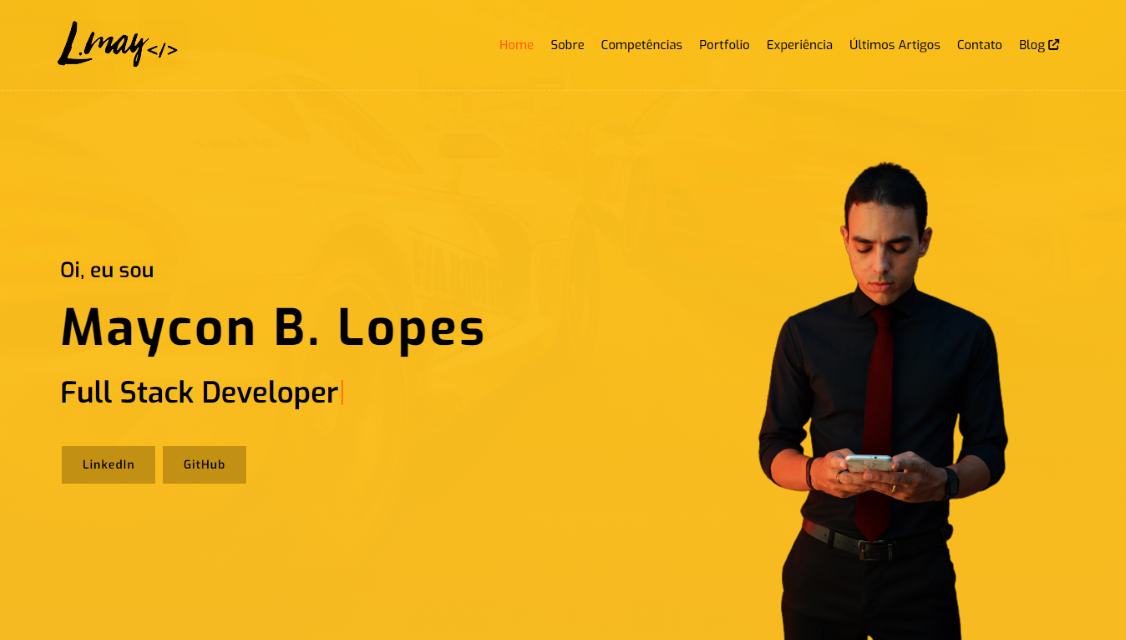 L.may</>
Home Sobre Competências Portfolio Experiência Últimos Artigos Contato Blog
Oi, eu sou
Maycon B. Lopes
Full Stack Developer
LinkedIn GitHub